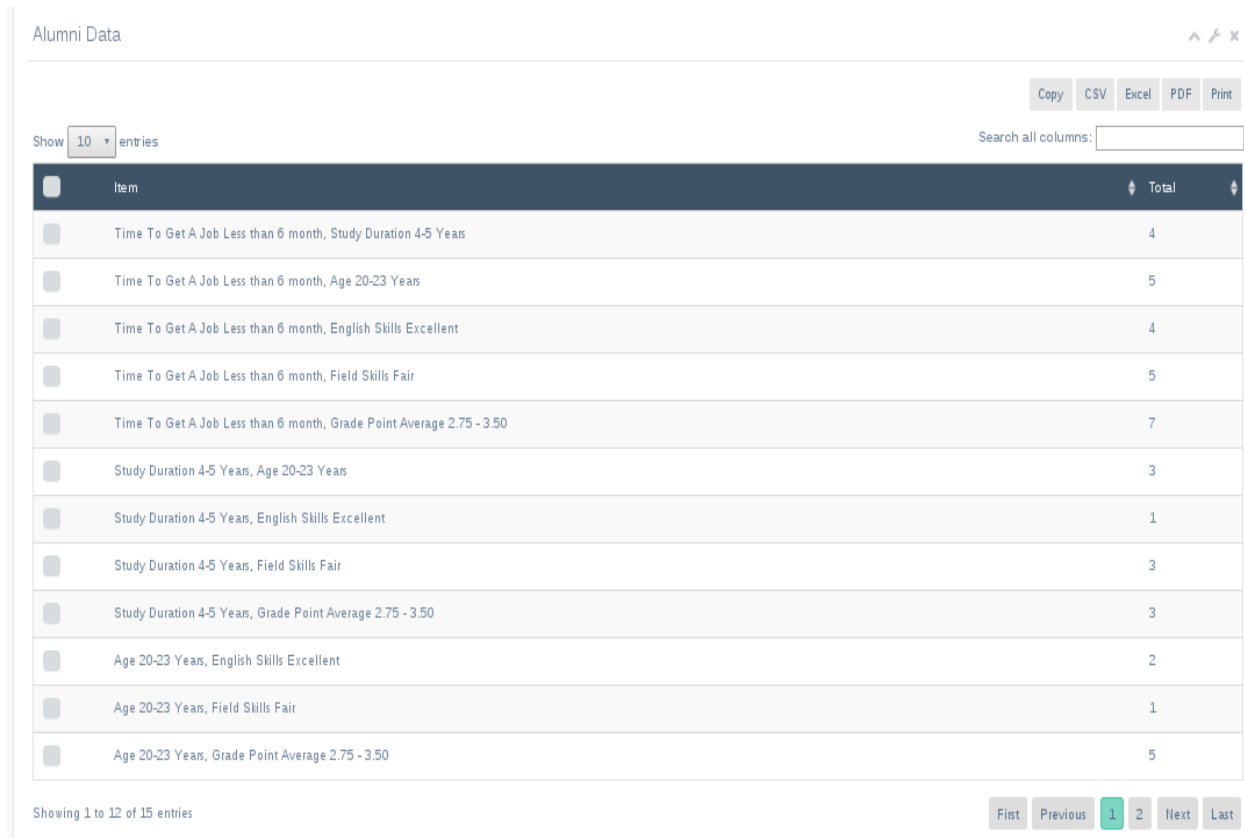 Alumni Data
Copy CSV Excel PDF Print
Show 10 entries Search all columns:
Item Total
Time To Get A Job Less than 6 month, Study Duration 4-5 Years 4
Time To Get A Job Less than 6 month, Age 20-23 Years 5
Time To Get A Job Less than 6 month, English Skills Excellent 4
Time To Get A Job Less than 6 month, Field Skills Fair 5
Time To Get A Job Less than 6 month, Grade Point Average 2.75 - 3.50 7
Study Duration 4-5 Years, Age 20-23 Years 3
Study Duration 4-5 Years, English Skills Excellent 1
Study Duration 4-5 Years, Field Skills Fair 3
Study Duration 4-5 Years, Grade Point Average 2.75 - 3.50 3
Age 20-23 Years, English Skills Excellent 2
Age 20-23 Years, Field Skills Fair 1
Age 20-23 Years, Grade Point Average 2.75 - 3.50 5
Showing 1 to 12 of 15 entries First Previous 1 2 Next Last